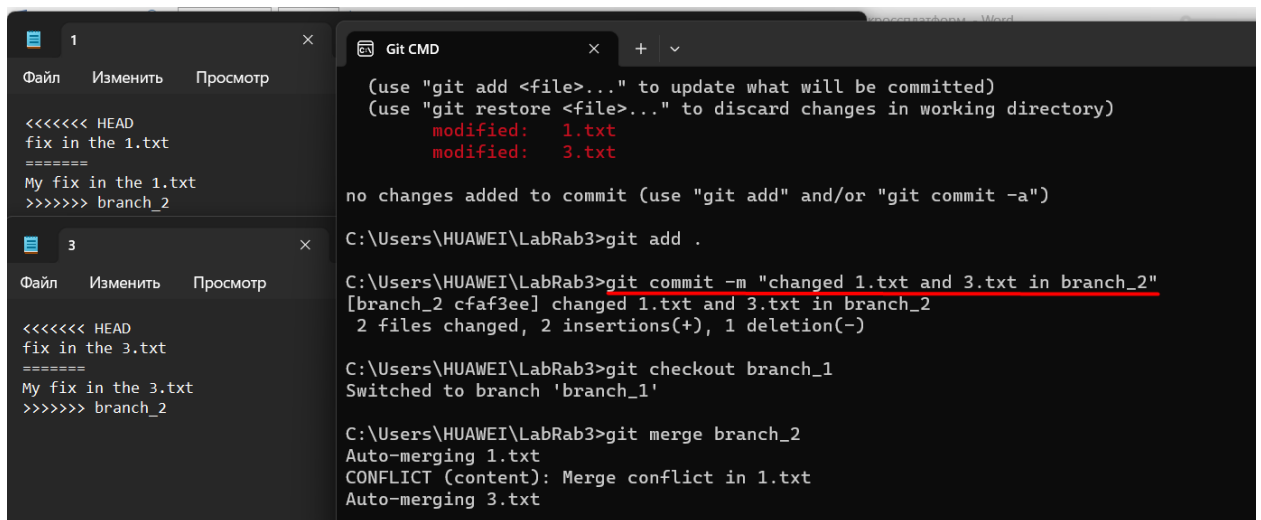 кроссплатформ - Word
1
Файл Изменить Просмотр
<<<<<<< HEAD
fix in the 1.txt
=======
My fix in the 1.txt
>>>>>>> branch_2
3
Файл Изменить Просмотр
<<<<<<< HEAD
fix in the 3.txt
=======
My fix in the 3.txt
>>>>>>> branch_2
Git CMD
(use "git add <file>..." to update what will be committed)
(use "git restore <file>..." to discard changes in working directory)
modified: 1.txt
modified: 3.txt
no changes added to commit (use "git add" and/or "git commit -a")
C:\Users\HUAWEI\LabRab3>git add .
C:\Users\HUAWEI\LabRab3>git commit -m "changed 1.txt and 3.txt in branch_2"
[branch_2 cfaf3ee] changed 1.txt and 3.txt in branch_2
2 files changed, 2 insertions(+), 1 deletion(-)
C:\Users\HUAWEI\LabRab3>git checkout branch_1
Switched to branch 'branch_1'
C:\Users\HUAWEI\LabRab3>git merge branch_2
Auto-merging 1.txt
CONFLICT (content): Merge conflict in 1.txt
Auto-merging 3.txt